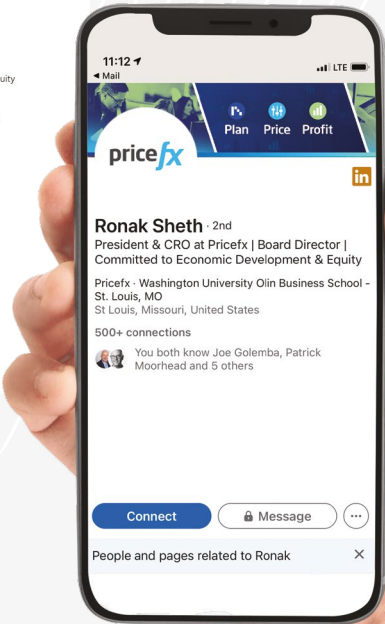 uity
11:12
LTE
◀ Mail
Plan Price Profit
pricefx
in
Ronak Sheth · 2nd
President & CRO at Pricefx | Board Director |
Committed to Economic Development & Equity
Pricefx · Washington University Olin Business School -
St. Louis, MO
St Louis, Missouri, United States
500+ connections
You both know Joe Golemba, Patrick
Moorhead and 5 others
Connect
Message
...
People and pages related to Ronak